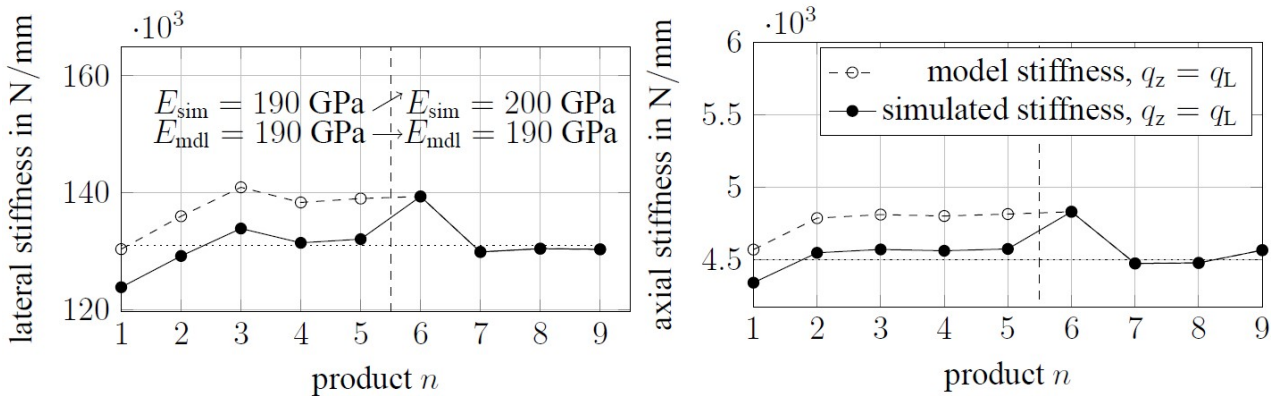 ·10³
160
140
120
lateral stiffness in N/mm
E_sim = 190 GPa → E_sim = 200 GPa
E_mdl = 190 GPa → E_mdl = 190 GPa
1 2 3 4 5 6 7 8 9
product n
·10³
6
5.5
5
4.5
axial stiffness in N/mm
model stiffness, q_z = q_L
simulated stiffness, q_z = q_L
1 2 3 4 5 6 7 8 9
product n